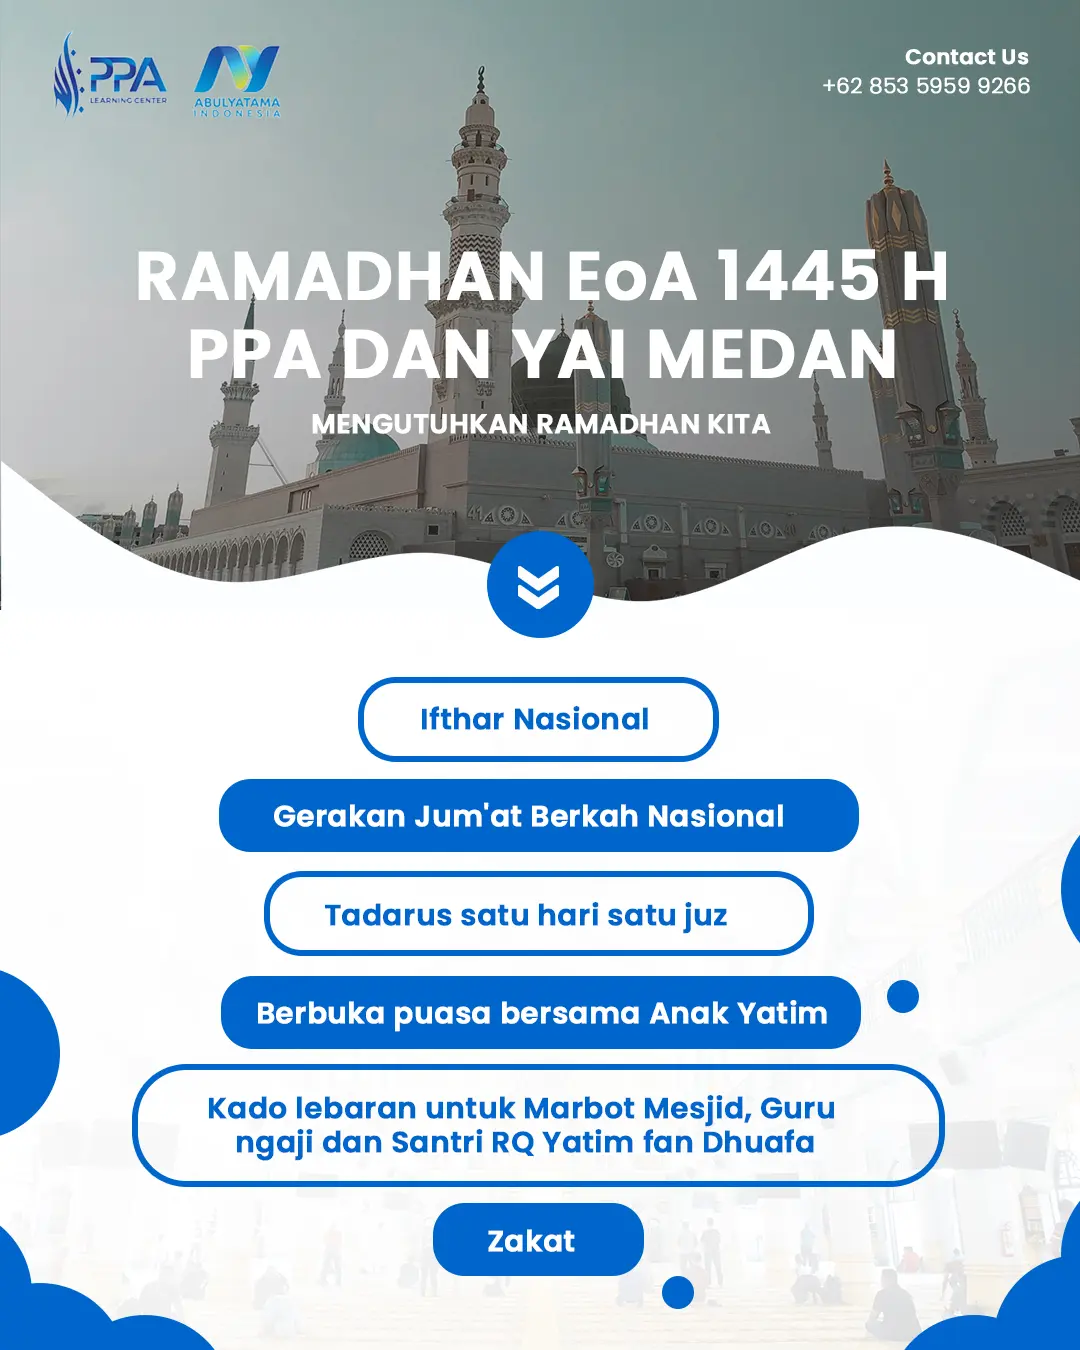 PPA
LEARNING CENTER
ABULYATAMA
INDONESIA
Contact Us
+62 853 5959 9266
RAMADHAN EoA 1445 H
PPA DAN YAI MEDAN
MENGUTUHKAN RAMADHAN KITA
Ifthar Nasional
Gerakan Jum'at Berkah Nasional
Tadarus satu hari satu juz
Berbuka puasa bersama Anak Yatim
Kado lebaran untuk Marbot Mesjid, Guru
ngaji dan Santri RQ Yatim fan Dhuafa
Zakat